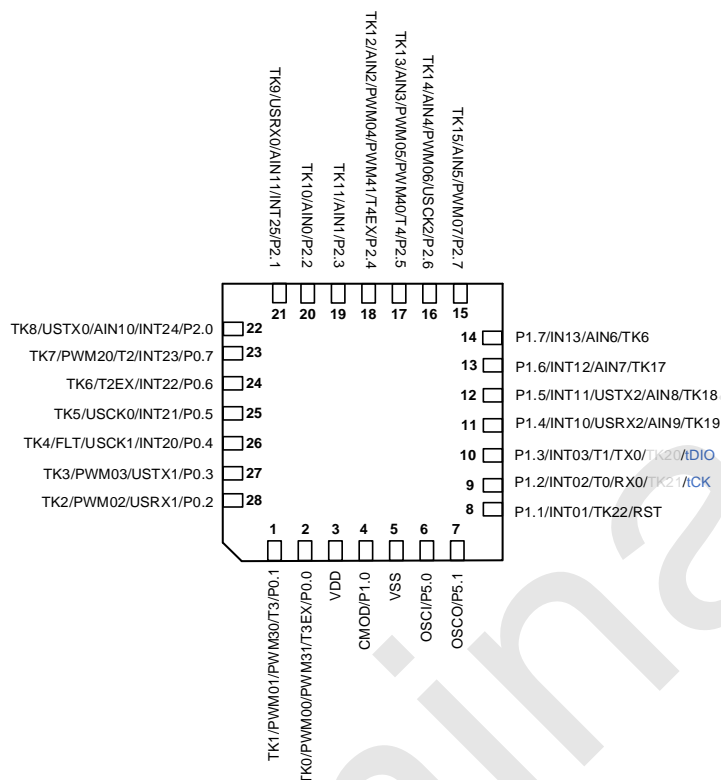 TK9/USRX0/AIN11/INT25/P2.1
TK10/AIN0/P2.2
TK11/AIN1/P2.3
TK12/AIN2/PWM04/PWM41/T4EX/P2.4
TK13/AIN3/PWM05/PWM40/T4/P2.5
TK14/AIN4/PWM06/USCK2/P2.6
TK15/AIN5/PWM07/P2.7
21 20 19 18 17 16 15
TK8/USTX0/AIN10/INT24/P2.0 22
TK7/PWM20/T2/INT23/P0.7 23
TK6/T2EX/INT22/P0.6 24
TK5/USCK0/INT21/P0.5 25
TK4/FLT/USCK1/INT20/P0.4 26
TK3/PWM03/USTX1/P0.3 27
TK2/PWM02/USRX1/P0.2 28
14 P1.7/IN13/AIN6/TK6
13 P1.6/INT12/AIN7/TK17
12 P1.5/INT11/USTX2/AIN8/TK18
11 P1.4/INT10/USRX2/AIN9/TK19
10 P1.3/INT03/T1/TX0/TK20/tDIO
9 P1.2/INT02/T0/RX0/TK21/tCK
8 P1.1/INT01/TK22/RST
1 2 3 4 5 6 7
TK1/PWM01/PWM30/T3/P0.1
TK0/PWM00/PWM31/T3EX/P0.0
VDD
CMOD/P1.0
VSS
OSCI/P5.0
OSCO/P5.1